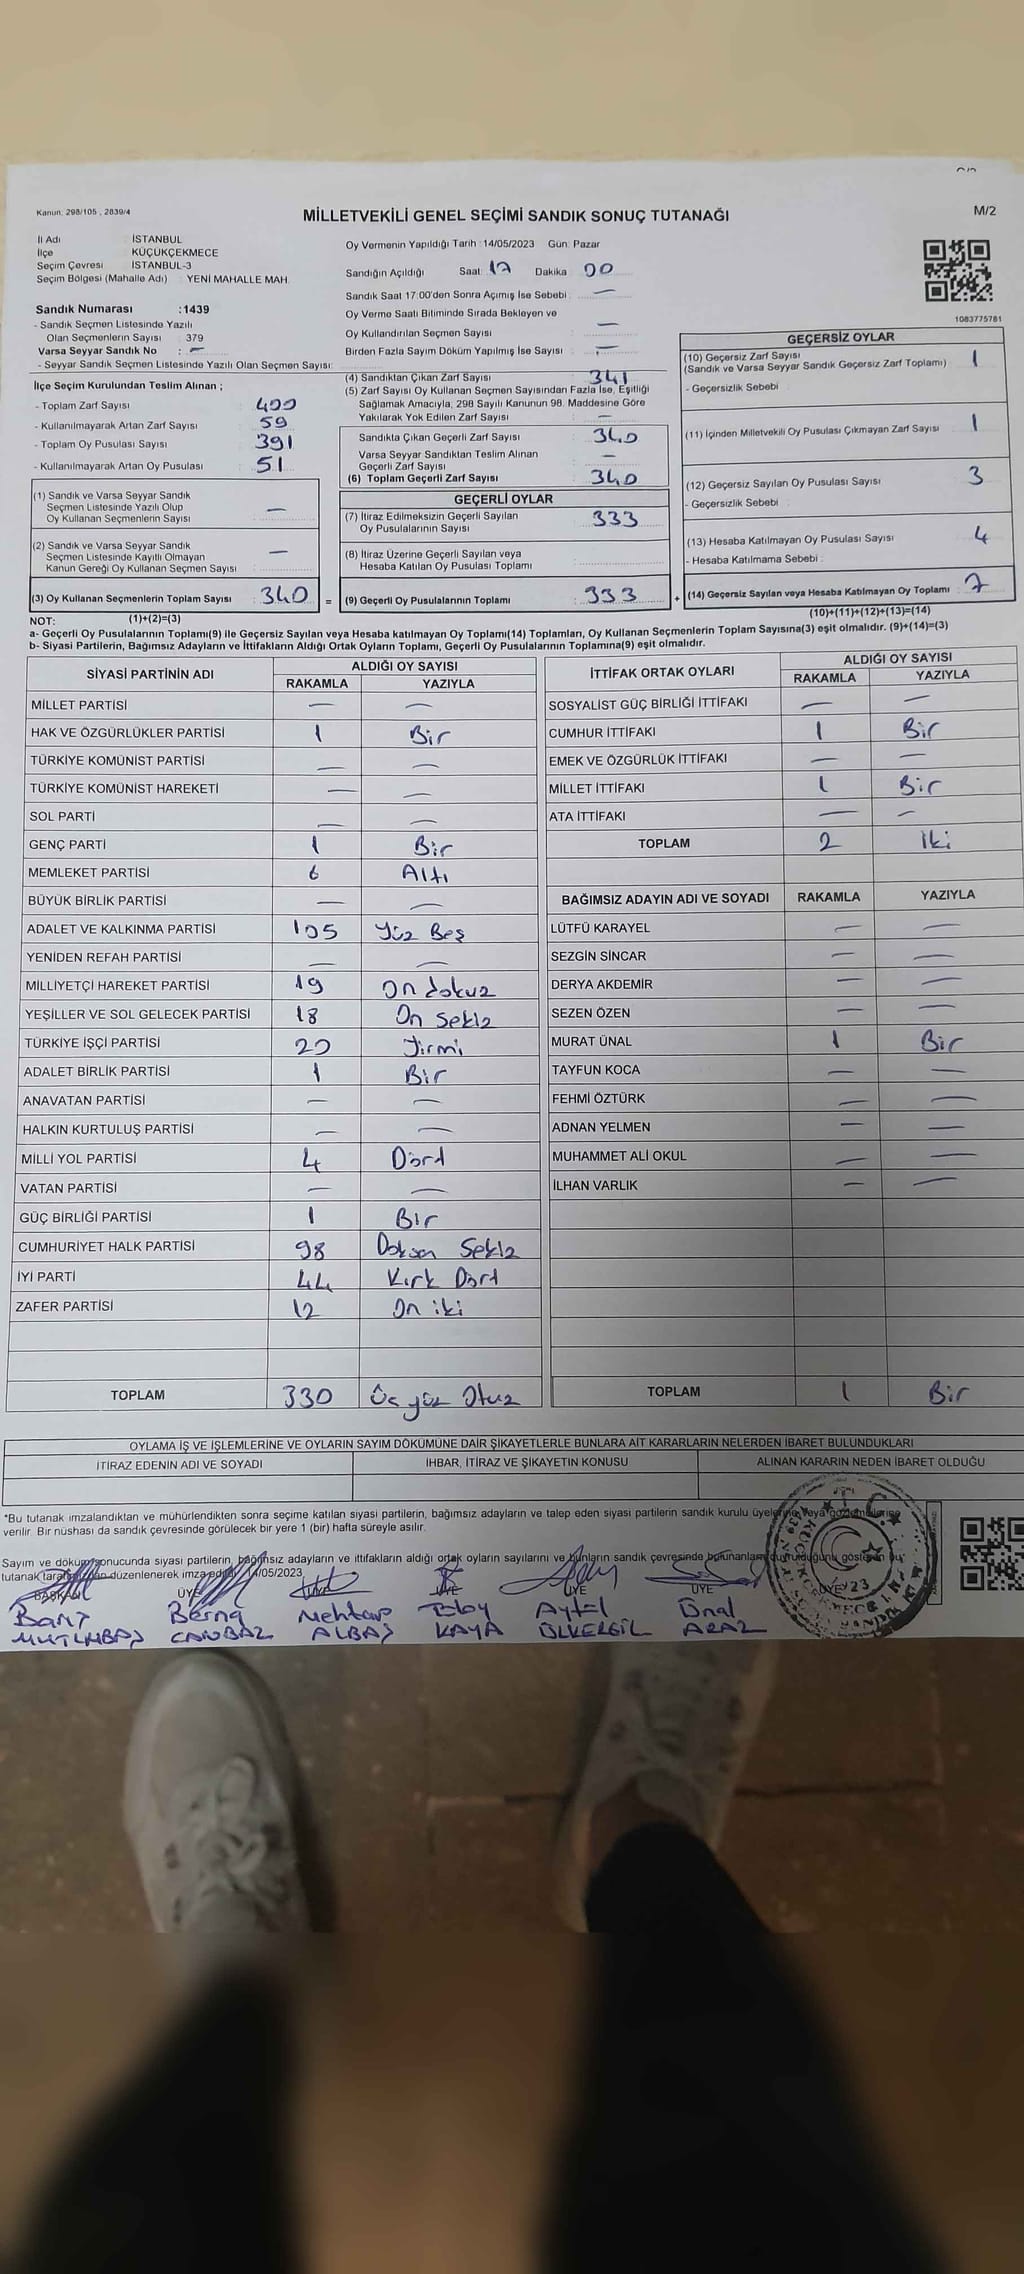 Kanun: 298/105 , 2839/4
MİLLETVEKİLİ GENEL SEÇİMİ SANDIK SONUÇ TUTANAĞI
M/2
İl Adı : İSTANBUL
İlçe : KÜÇÜKÇEKMECE
Seçim Çevresi : İSTANBUL-3
Seçim Bölgesi (Mahalle Adı) : YENİ MAHALLE MAH.
Sandık Numarası :1439
- Sandık Seçmen Listesinde Yazılı
Olan Seçmenlerin Sayısı : 379
Varsa Seyyar Sandık No : —
- Seyyar Sandık Seçmen Listesinde Yazılı Olan Seçmen Sayısı:
İlçe Seçim Kurulundan Teslim Alınan ;
- Toplam Zarf Sayısı : 400
- Kullanılmayarak Artan Zarf Sayısı : 59
- Toplam Oy Pusulası Sayısı : 391
- Kullanılmayarak Artan Oy Pusulası : 51
(1) Sandık ve Varsa Seyyar Sandık
Seçmen Listesinde Yazılı Olup
Oy Kullanan Seçmenlerin Sayısı : —
(2) Sandık ve Varsa Seyyar Sandık
Seçmen Listesinde Kayıtlı Olmayan
Kanun Gereği Oy Kullanan Seçmen Sayısı : —
(3) Oy Kullanan Seçmenlerin Toplam Sayısı : 340 =
Oy Vermenin Yapıldığı Tarih : 14/05/2023 Gün: Pazar
Sandığın Açıldığı Saat: 17 Dakika : 00
Sandık Saat 17:00'den Sonra Açılmış İse Sebebi : —
Oy Verme Saati Bitiminde Sırada Bekleyen ve
Oy Kullandırılan Seçmen Sayısı : —
Birden Fazla Sayım Döküm Yapılmış İse Sayısı : —
(4) Sandıktan Çıkan Zarf Sayısı : 341
(5) Zarf Sayısı Oy Kullanan Seçmen Sayısından Fazla İse, Eşitliği
Sağlamak Amacıyla, 298 Sayılı Kanunun 98. Maddesine Göre
Yakılarak Yok Edilen Zarf Sayısı : —
Sandıkta Çıkan Geçerli Zarf Sayısı : 340
Varsa Seyyar Sandıktan Teslim Alınan
Geçerli Zarf Sayısı : —
(6) Toplam Geçerli Zarf Sayısı : 340
GEÇERLİ OYLAR
(7) İtiraz Edilmeksizin Geçerli Sayılan
Oy Pusulalarının Sayısı : 333
(8) İtiraz Üzerine Geçerli Sayılan veya
Hesaba Katılan Oy Pusulası Toplamı
(9) Geçerli Oy Pusulalarının Toplamı : 333 +
1083775781
GEÇERSİZ OYLAR
(10) Geçersiz Zarf Sayısı
(Sandık ve Varsa Seyyar Sandık Geçersiz Zarf Toplamı) : 1
- Geçersizlik Sebebi :
(11) İçinden Milletvekili Oy Pusulası Çıkmayan Zarf Sayısı : 1
(12) Geçersiz Sayılan Oy Pusulası Sayısı : 3
- Geçersizlik Sebebi :
(13) Hesaba Katılmayan Oy Pusulası Sayısı : 4
- Hesaba Katılmama Sebebi :
(14) Geçersiz Sayılan veya Hesaba Katılmayan Oy Toplamı : 7
NOT: (1)+(2)=(3)
(10)+(11)+(12)+(13)=(14)
a- Geçerli Oy Pusulalarının Toplamı(9) ile Geçersiz Sayılan veya Hesaba katılmayan Oy Toplamı(14) Toplamları, Oy Kullanan Seçmenlerin Toplam Sayısına(3) eşit olmalıdır. (9)+(14)=(3)
b- Siyasi Partilerin, Bağımsız Adayların ve İttifakların Aldığı Ortak Oyların Toplamı, Geçerli Oy Pusulalarının Toplamına(9) eşit olmalıdır.
SİYASİ PARTİNİN ADI ALDIĞI OY SAYISI
RAKAMLA YAZIYLA
MİLLET PARTİSİ — —
HAK VE ÖZGÜRLÜKLER PARTİSİ 1 Bir
TÜRKİYE KOMÜNİST PARTİSİ — —
TÜRKİYE KOMÜNİST HAREKETİ — —
SOL PARTİ — —
GENÇ PARTİ 1 Bir
MEMLEKET PARTİSİ 6 Altı
BÜYÜK BİRLİK PARTİSİ — —
ADALET VE KALKINMA PARTİSİ 105 Yüz Beş
YENİDEN REFAH PARTİSİ — —
MİLLİYETÇİ HAREKET PARTİSİ 19 On dokuz
YEŞİLLER VE SOL GELECEK PARTİSİ 18 On Sekiz
TÜRKİYE İŞÇİ PARTİSİ 20 Yirmi
ADALET BİRLİK PARTİSİ 1 Bir
ANAVATAN PARTİSİ — —
HALKIN KURTULUŞ PARTİSİ — —
MİLLİ YOL PARTİSİ 4 Dört
VATAN PARTİSİ — —
GÜÇ BİRLİĞİ PARTİSİ 1 Bir
CUMHURİYET HALK PARTİSİ 98 Doksan Sekiz
İYİ PARTİ 44 Kırk Dört
ZAFER PARTİSİ 12 On iki
TOPLAM 330 Üç yüz Otuz
İTTİFAK ORTAK OYLARI ALDIĞI OY SAYISI
RAKAMLA YAZIYLA
SOSYALİST GÜÇ BİRLİĞİ İTTİFAKI — —
CUMHUR İTTİFAKI 1 Bir
EMEK VE ÖZGÜRLÜK İTTİFAKI — —
MİLLET İTTİFAKI 1 Bir
ATA İTTİFAKI — —
TOPLAM 2 İki
BAĞIMSIZ ADAYIN ADI VE SOYADI RAKAMLA YAZIYLA
LÜTFÜ KARAYEL — —
SEZGİN SİNCAR — —
DERYA AKDEMİR — —
SEZEN ÖZEN — —
MURAT ÜNAL 1 Bir
TAYFUN KOCA — —
FEHMİ ÖZTÜRK — —
ADNAN YELMEN — —
MUHAMMET ALİ OKUL — —
İLHAN VARLIK — —
TOPLAM 1 Bir
OYLAMA İŞ VE İŞLEMLERİNE VE OYLARIN SAYIM DÖKÜMÜNE DAİR ŞİKAYETLERLE BUNLARA AİT KARARLARIN NELERDEN İBARET BULUNDUKLARI
İTİRAZ EDENİN ADI VE SOYADI İHBAR, İTİRAZ VE ŞİKAYETİN KONUSU ALINAN KARARIN NEDEN İBARET OLDUĞU
*Bu tutanak imzalandıktan ve mühürlendikten sonra seçime katılan siyasi partilerin, bağımsız adayların ve talep eden siyasi partilerin sandık kurulu üyelerine veya gözlemcilerine
verilir. Bir nüshası da sandık çevresinde görülecek bir yere 1 (bir) hafta süreyle asılır.
Sayım ve döküm sonucunda siyasi partilerin, bağımsız adayların ve ittifakların aldığı ortak oyların sayılarını ve bunların sandık çevresinde bulunanlara duyurulduğunu gösteren bu
tutanak tarafımızdan düzenlenerek imza edildi. 14/05/2023
BAŞKAN ÜYE ÜYE ÜYE ÜYE ÜYE ÜYE
Berna Mehtap Aytel Ünal
CANBAZ ALBAŞ KAYA ÜLKERGİL ARAZ
T.C.